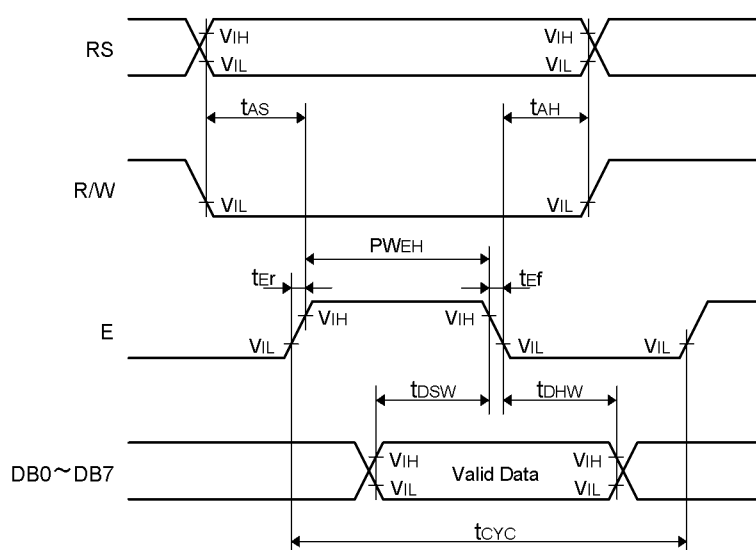 RS
VIH
VIL
VIH
VIL
tAS
tAH
R/W
VIL
VIL
PWEH
tEr
tEf
E
VIH
VIH
VIL
VIL
VIL
tDSW
tDHW
DB0～DB7
VIH
VIL
Valid Data
VIH
VIL
tCYC